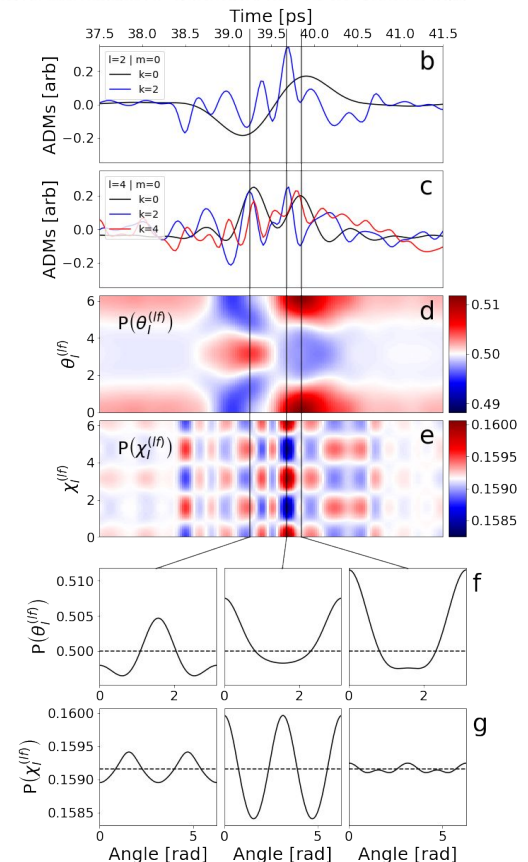 Time [ps]
37.5 38.0 38.5 39.0 39.5 40.0 40.5 41.0 41.5
ADMs [arb]
0.2
0.0
−0.2
l=2 | m=0
k=0
k=2
b
ADMs [arb]
0.2
0.0
−0.2
l=4 | m=0
k=0
k=2
k=4
c
θ_l^(lf)
6
4
2
0
P(θ_l^(lf))
d
0.51
0.50
0.49
χ_l^(lf)
6
4
2
0
P(χ_l^(lf))
e
0.1600
0.1595
0.1590
0.1585
P(θ_l^(lf))
0.510
0.505
0.500
f
0 2 0 2 0 2
P(χ_l^(lf))
0.1600
0.1595
0.1590
0.1585
g
0 5 0 5 0 5
Angle [rad] Angle [rad] Angle [rad]